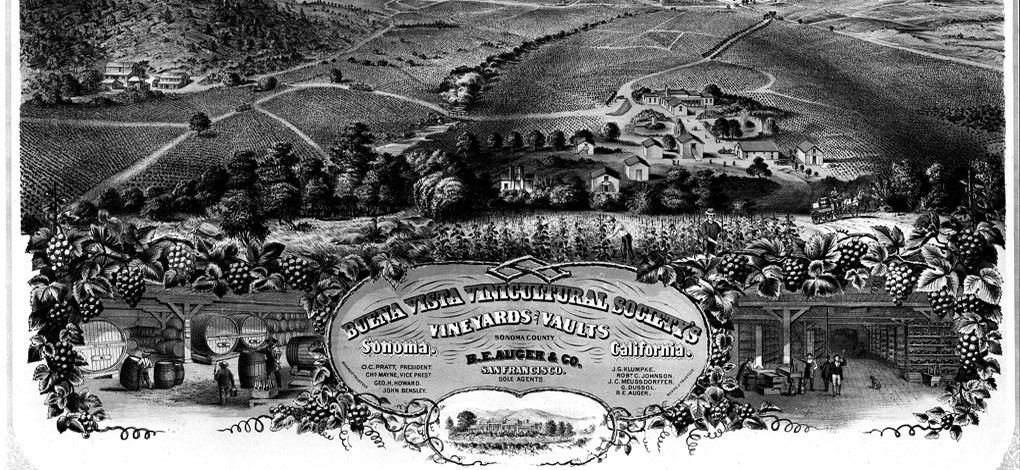 BUENA VISTA VINICULTURAL SOCIETY'S
VINEYARDS AND VAULTS
SONOMA COUNTY
Sonoma. California.
B.E. AUGER & CO.
SAN FRANCISCO.
SOLE AGENTS.
O.C. PRATT, PRESIDENT.
CHS MAYNE, VICE PREST
GEO. H. HOWARD.
JOHN BENSLEY.
J. G. KLUMPKE.
ROBT C. JOHNSON.
J. C. MEUSSDORFFER.
G. DUSSOL.
B. E. AUGER.